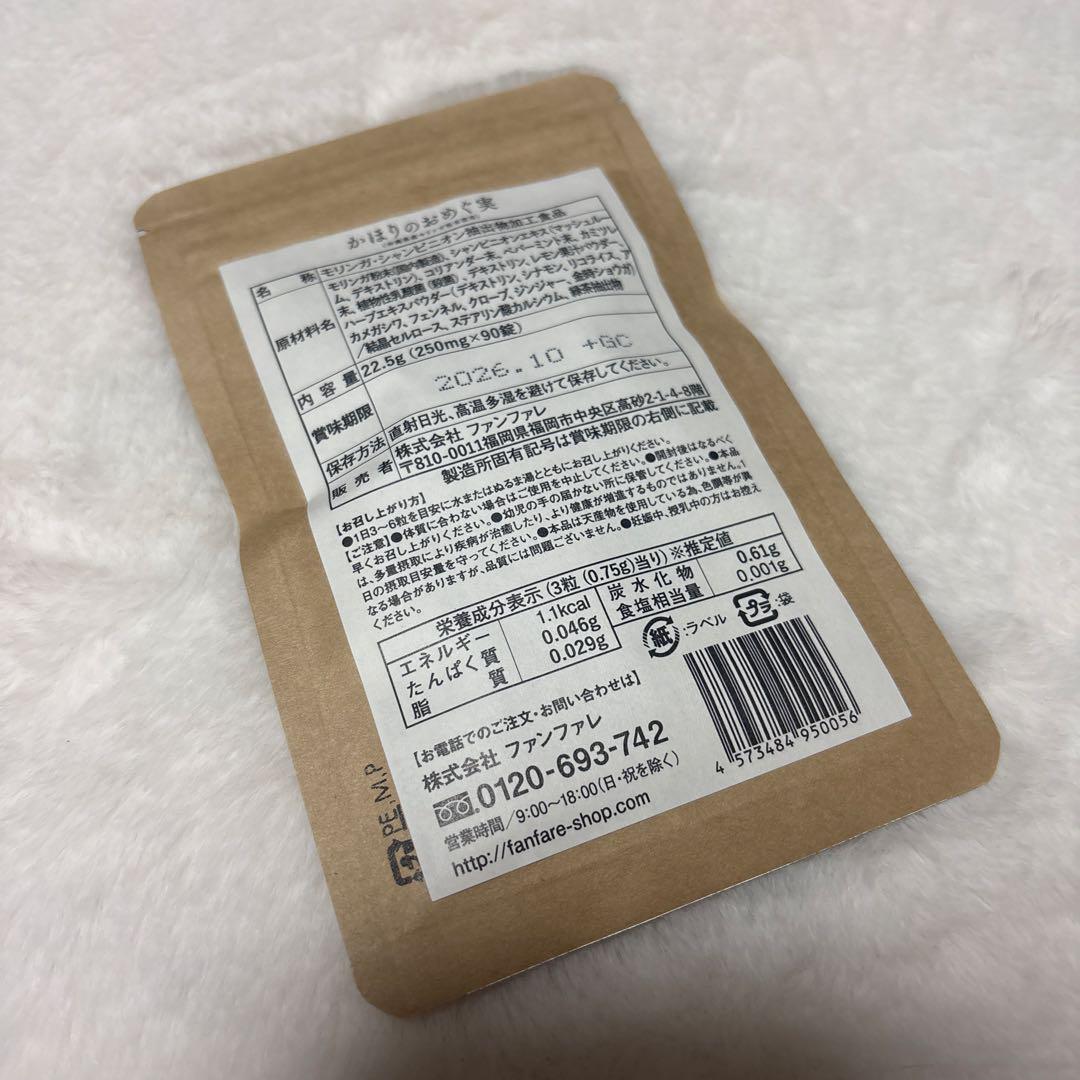 かほりのおめぐ実
名称 モリンガ・シャンピニオン抽出物加工食品
原材料名 モリンガ粉末(国内製造)、シャンピニオンエキス(マッシュルー
ム、デキストリン)、コリアンダー末、ペパーミント末、カミツレ
末、植物性乳酸菌(殺菌)、デキストリン、レモン果汁パウダー、
ハーブエキスパウダー(デキストリン、シナモン、リコライス、ア
カメガシワ、フェンネル、クローブ、ジンジャー、金時ショウガ)
/結晶セルロース、ステアリン酸カルシウム、緑茶抽出物
内容量 22.5g(250mg×90錠)
賞味期限 2026.10 +GC
保存方法 直射日光、高温多湿を避けて保存してください。
販売者 株式会社 ファンファレ
〒810-0011福岡県福岡市中央区高砂2-1-4-8階
製造所固有記号は賞味期限の右側に記載
【お召し上がり方】
●1日3〜6粒を目安に水またはぬるま湯とともにお召し上がりください。
【ご注意】●体質に合わない場合はご使用を中止してください。●開封後はなるべく
早くお召し上がりください。●幼児の手の届かない所に保管してください。●本品
は、多量摂取により疾病が治癒したり、より健康が増進するものではありません。1
日の摂取目安量を守ってください。●本品は天産物を使用している為、色調等が異
なる場合がありますが、品質には問題ございません。●妊娠中、授乳中の方はお控え
ください。
栄養成分表示(3粒(0.75g)当り)※推定値
エネルギー 1.1kcal 炭水化物 0.61g
たんぱく質 0.046g 食塩相当量 0.001g
脂質 0.029g
紙:ラベル プラ:袋
【お電話でのご注文・お問い合わせは】
株式会社 ファンファレ
0120-693-742
営業時間/9:00〜18:00(日・祝を除く)
http://fanfare-shop.com
4 573484 950056
PE,M,P